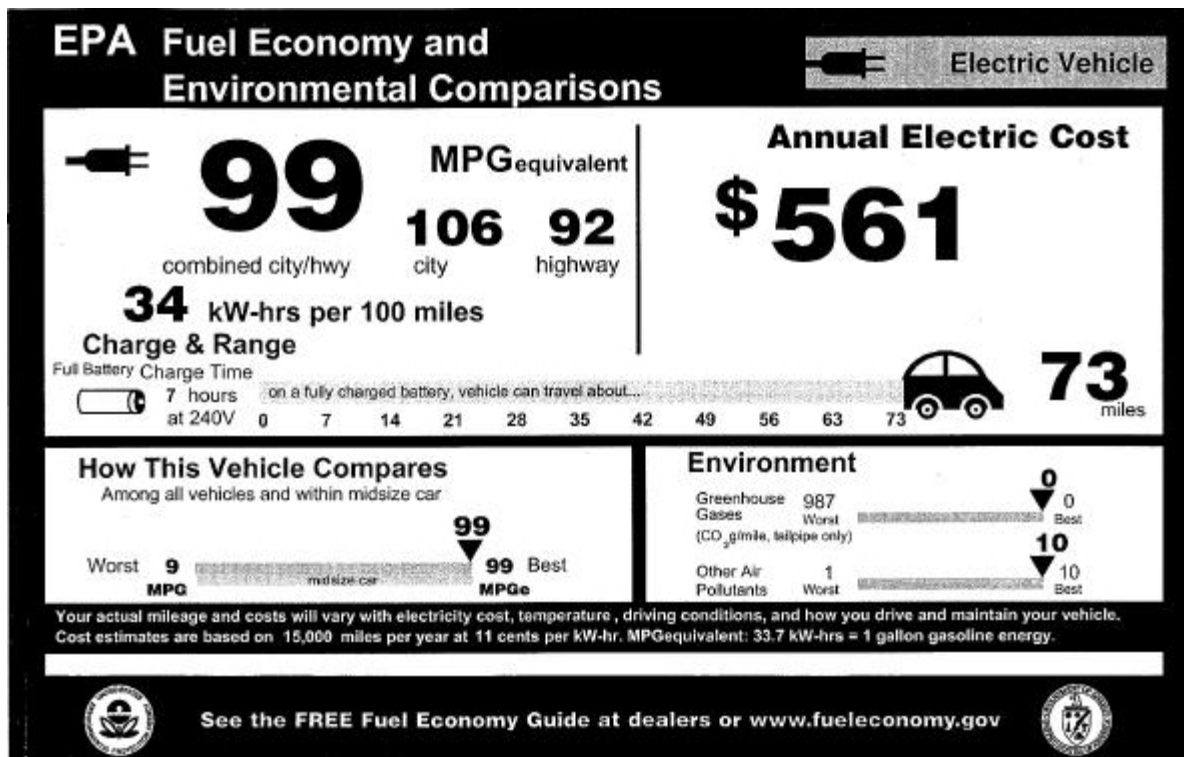 EPA Fuel Economy and
Environmental Comparisons
Electric Vehicle
99
combined city/hwy
MPGequivalent
106
city
92
highway
34 kW-hrs per 100 miles
Annual Electric Cost
$561
Charge & Range
Full Battery Charge Time
7 hours
at 240V
on a fully charged battery, vehicle can travel about...
0 7 14 21 28 35 42 49 56 63 73
73
miles
How This Vehicle Compares
Among all vehicles and within midsize car
99
Worst 9 99 Best
midsize car
MPG MPGe
Environment
0
Greenhouse 987 0
Gases Worst Best
(CO2g/mile, tailpipe only)
10
Other Air 1 10
Pollutants Worst Best
Your actual mileage and costs will vary with electricity cost, temperature , driving conditions, and how you drive and maintain your vehicle.
Cost estimates are based on 15,000 miles per year at 11 cents per kW-hr. MPGequivalent: 33.7 kW-hrs = 1 gallon gasoline energy.
See the FREE Fuel Economy Guide at dealers or www.fueleconomy.gov